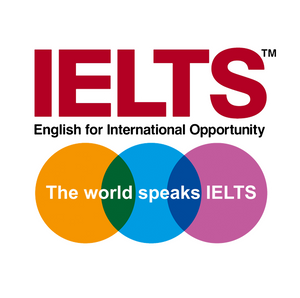 IELTS™
English for International Opportunity
The world speaks IELTS